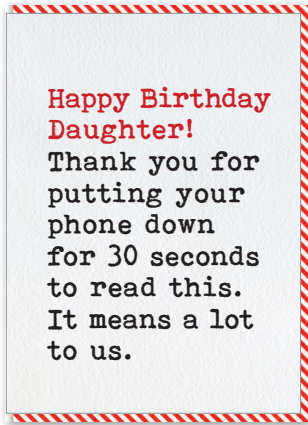 Happy Birthday
Daughter!
Thank you for
putting your
phone down
for 30 seconds
to read this.
It means a lot
to us.